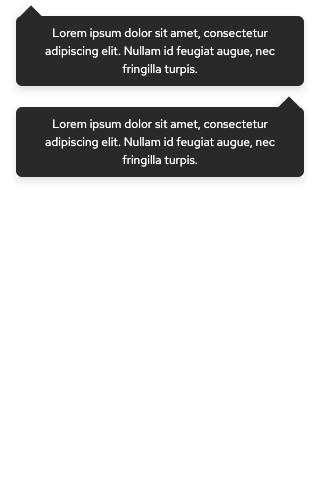 Lorem ipsum dolor sit amet, consectetur
adipiscing elit. Nullam id feugiat augue, nec
fringilla turpis.
Lorem ipsum dolor sit amet, consectetur
adipiscing elit. Nullam id feugiat augue, nec
fringilla turpis.